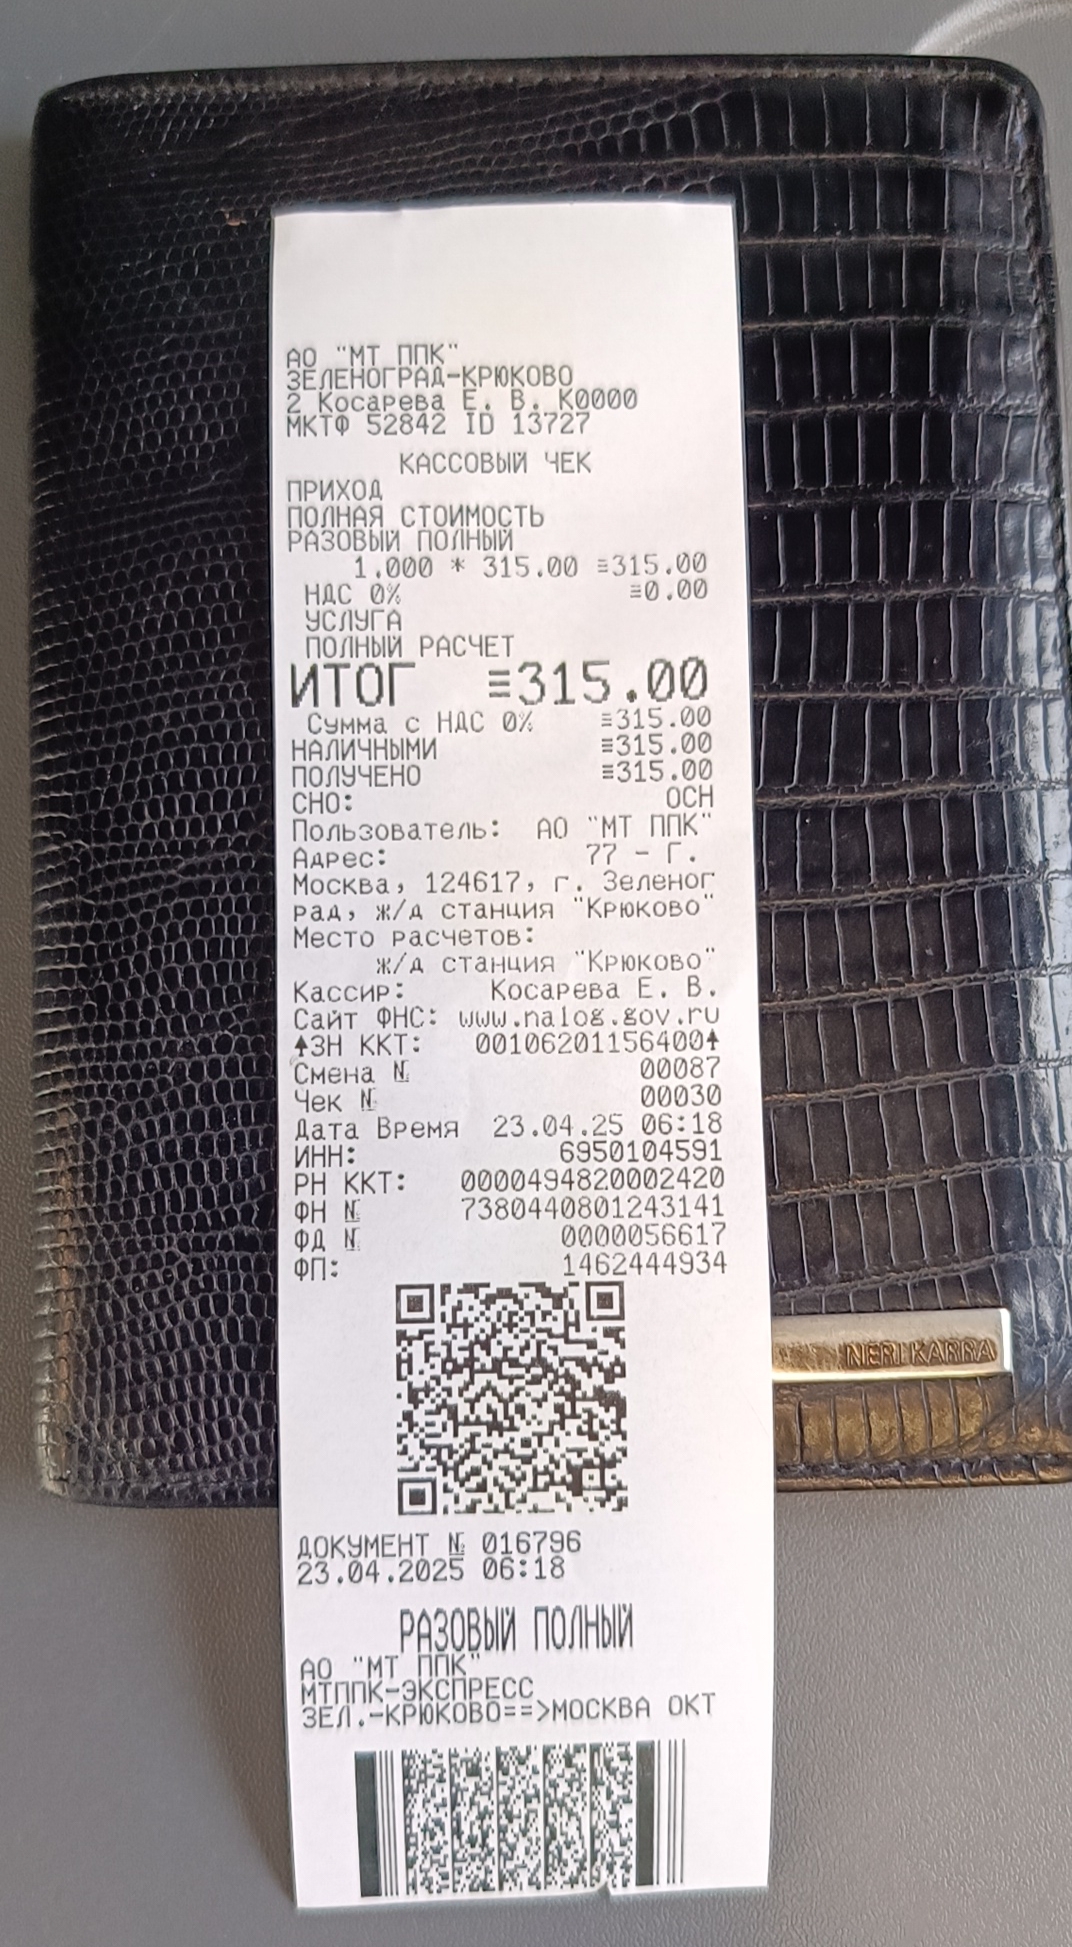 АО "МТ ППК"
ЗЕЛЕНОГРАД-КРЮКОВО
2 Косарева Е. В. К0000
МКТФ 52842 ID 13727
КАССОВЫЙ ЧЕК
ПРИХОД
ПОЛНАЯ СТОИМОСТЬ
РАЗОВЫЙ ПОЛНЫЙ
1.000 * 315.00 ≡315.00
НДС 0% ≡0.00
УСЛУГА
ПОЛНЫЙ РАСЧЕТ
ИТОГ ≡315.00
Сумма с НДС 0% ≡315.00
НАЛИЧНЫМИ ≡315.00
ПОЛУЧЕНО ≡315.00
СНО: ОСН
Пользователь: АО "МТ ППК"
Адрес: 77 - Г.
Москва, 124617, г. Зеленог
рад, ж/д станция "Крюково"
Место расчетов:
ж/д станция "Крюково"
Кассир: Косарева Е. В.
Сайт ФНС: www.nalog.gov.ru
↑ЗН ККТ: 00106201156400↑
Смена № 00087
Чек № 00030
Дата Время 23.04.25 06:18
ИНН: 6950104591
РН ККТ: 0000494820002420
ФН № 7380440801243141
ФД № 0000056617
ФП: 1462444934
ДОКУМЕНТ № 016796
23.04.2025 06:18
РАЗОВЫЙ ПОЛНЫЙ
АО "МТ ППК"
МТППК-ЭКСПРЕСС
ЗЕЛ.-КРЮКОВО==>МОСКВА ОКТ
NERI KARRA